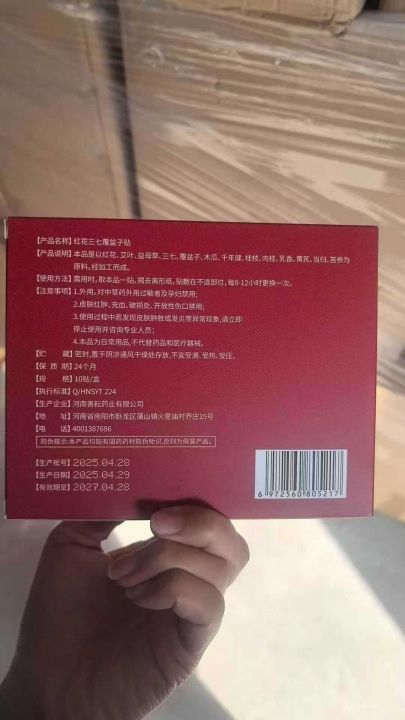 【产品名称】红花三七覆盆子贴
【产品说明】本品是以红花、艾叶、益母草、三七、覆盆子、木瓜、千年健、桂枝、肉桂、乳香、黄芪、当归、苦参为
原料,经加工而成。
【使用方法】需用时,取本品一贴,揭去离形纸,贴敷在不适部位,每8-12小时更换一次。
【注意事项】1.外用,对中草药外用过敏者及孕妇禁用;
2.皮肤红肿、充血、破损处、开放性伤口禁用;
3.使用过程中若发现皮肤肿胀或发炎等异常现象,请立即
停止使用并咨询专业人员;
4.本品为日常用品,不代替药品和医疗器械。
【贮 藏】密封,置于阴凉通风干燥处存放,不宜受潮、受热、受压。
【保 质 期】24个月
【规 格】10贴/盒
【执行标准】Q/HNSYT 224
【生产企业】河南善耘药业有限公司
【地 址】河南省南阳市卧龙区蒲山镇火星庙村乔庄15号
【电 话】4001387686
防伪提示:本产品均贴有国药药材防伪标识,否则为假冒产品。
【生产批号】2025.04.28
【生产日期】2025.04.29
【有效期至】2027.04.28
6 972560 805217